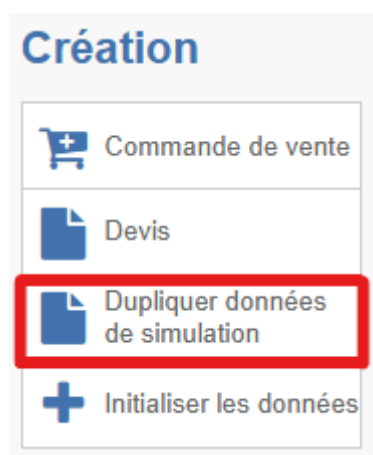 Création
Commande de vente
Devis
Dupliquer données
de simulation
Initialiser les données